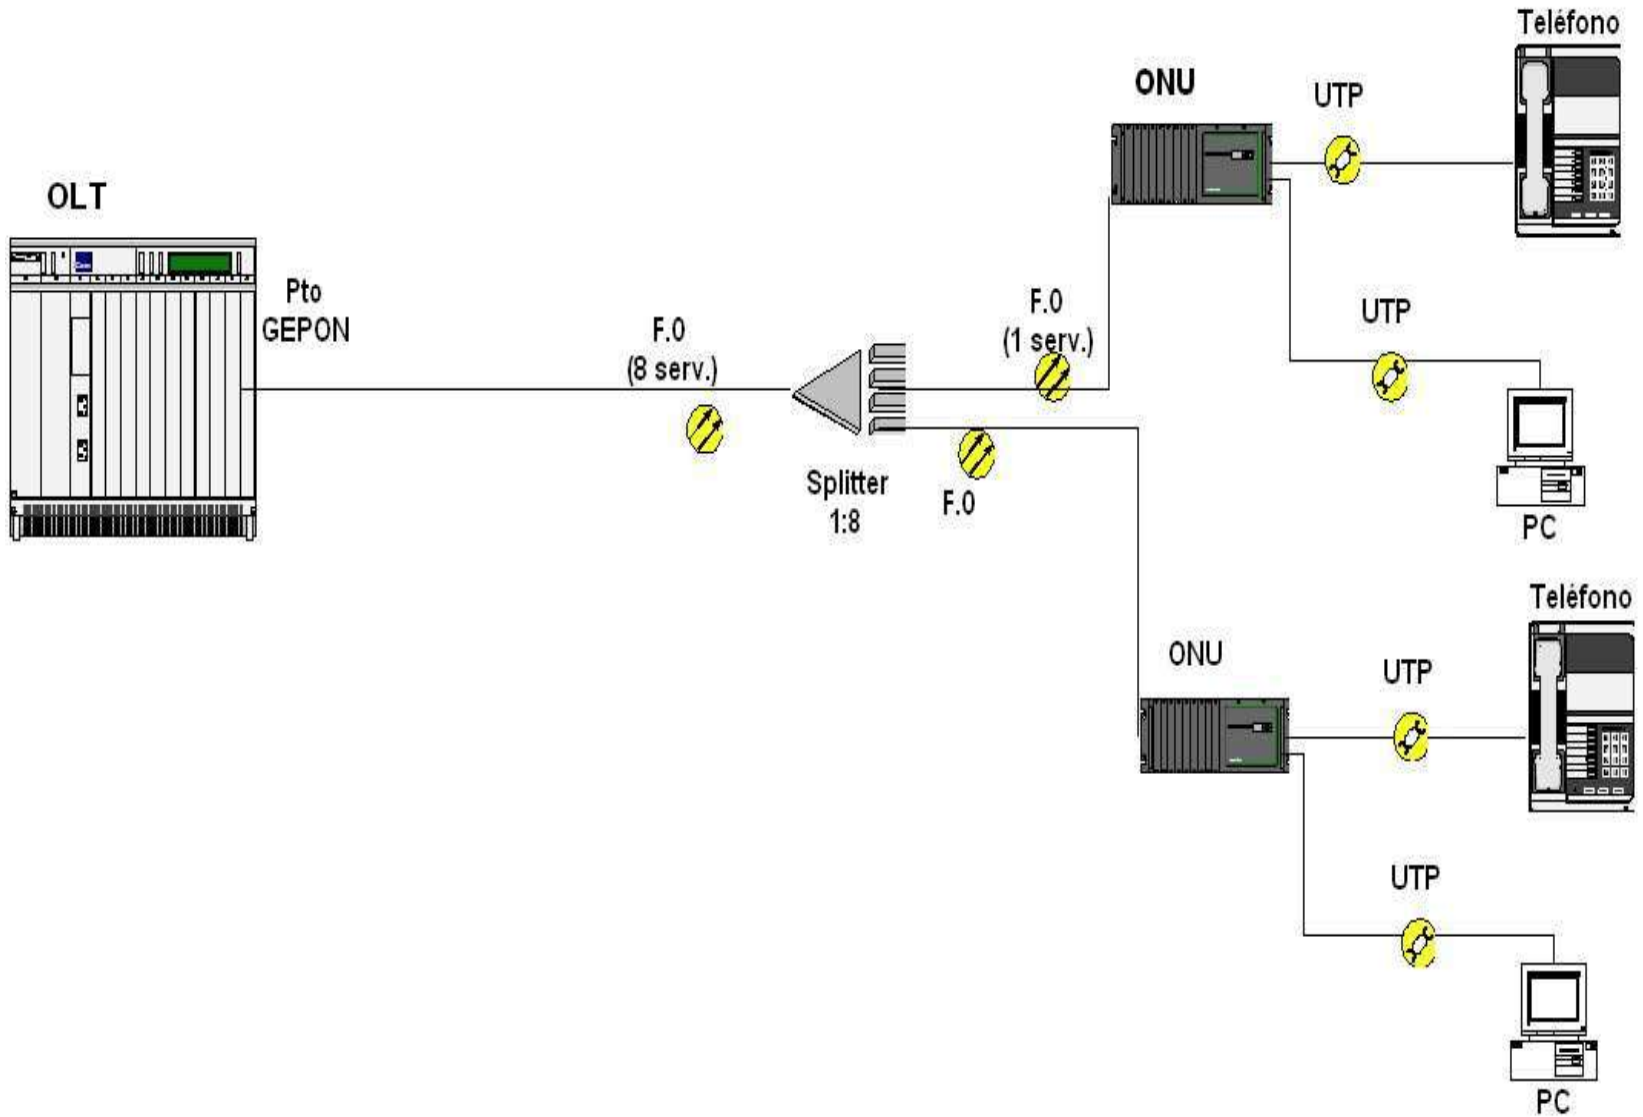 Teléfono
ONU
UTP
OLT
Pto
GEPON
F.0
(1 serv.)
UTP
F.0
(8 serv.)
Splitter
1:8
F.0
PC
Teléfono
ONU
UTP
UTP
PC